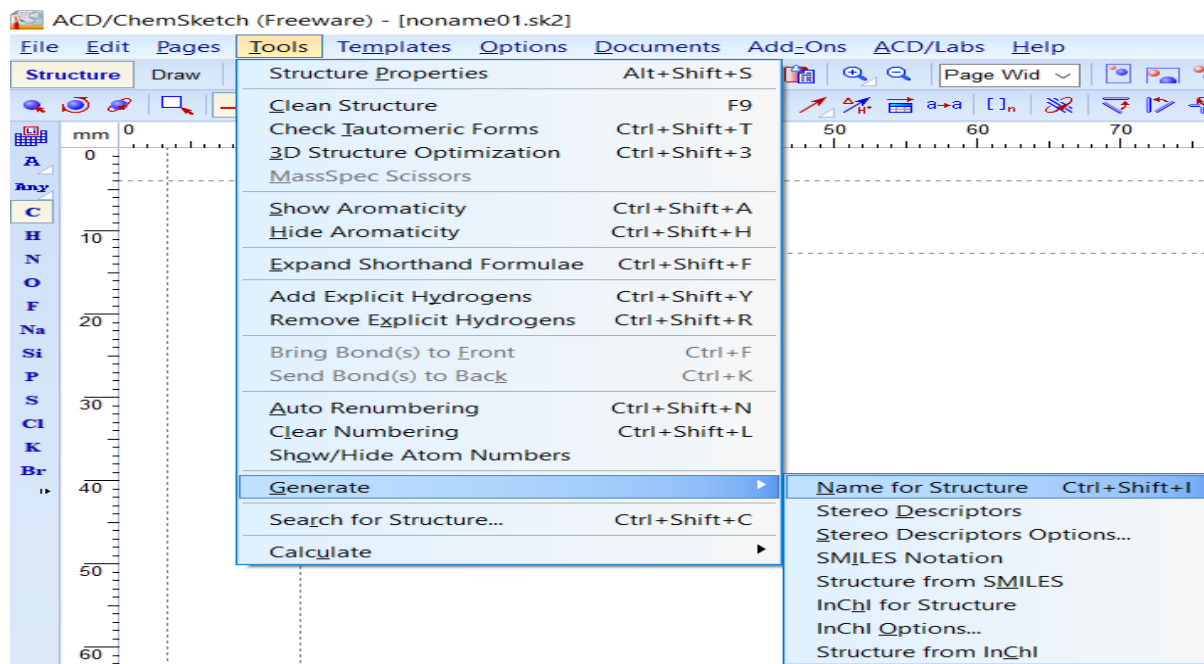 ACD/ChemSketch (Freeware) - [noname01.sk2]
File Edit Pages Tools Templates Options Documents Add-Ons ACD/Labs Help
Structure Draw Page Wid
a→a []n
mm 0 50 60 70
0
A
Any
C
H
N
O
F
Na
Si
P
S
Cl
K
Br
10
20
30
40
50
60
Structure Properties Alt+Shift+S
Clean Structure F9
Check Tautomeric Forms Ctrl+Shift+T
3D Structure Optimization Ctrl+Shift+3
MassSpec Scissors
Show Aromaticity Ctrl+Shift+A
Hide Aromaticity Ctrl+Shift+H
Expand Shorthand Formulae Ctrl+Shift+F
Add Explicit Hydrogens Ctrl+Shift+Y
Remove Explicit Hydrogens Ctrl+Shift+R
Bring Bond(s) to Front Ctrl+F
Send Bond(s) to Back Ctrl+K
Auto Renumbering Ctrl+Shift+N
Clear Numbering Ctrl+Shift+L
Show/Hide Atom Numbers
Generate
Search for Structure... Ctrl+Shift+C
Calculate
Name for Structure Ctrl+Shift+I
Stereo Descriptors
Stereo Descriptors Options...
SMILES Notation
Structure from SMILES
InChI for Structure
InChI Options...
Structure from InChI